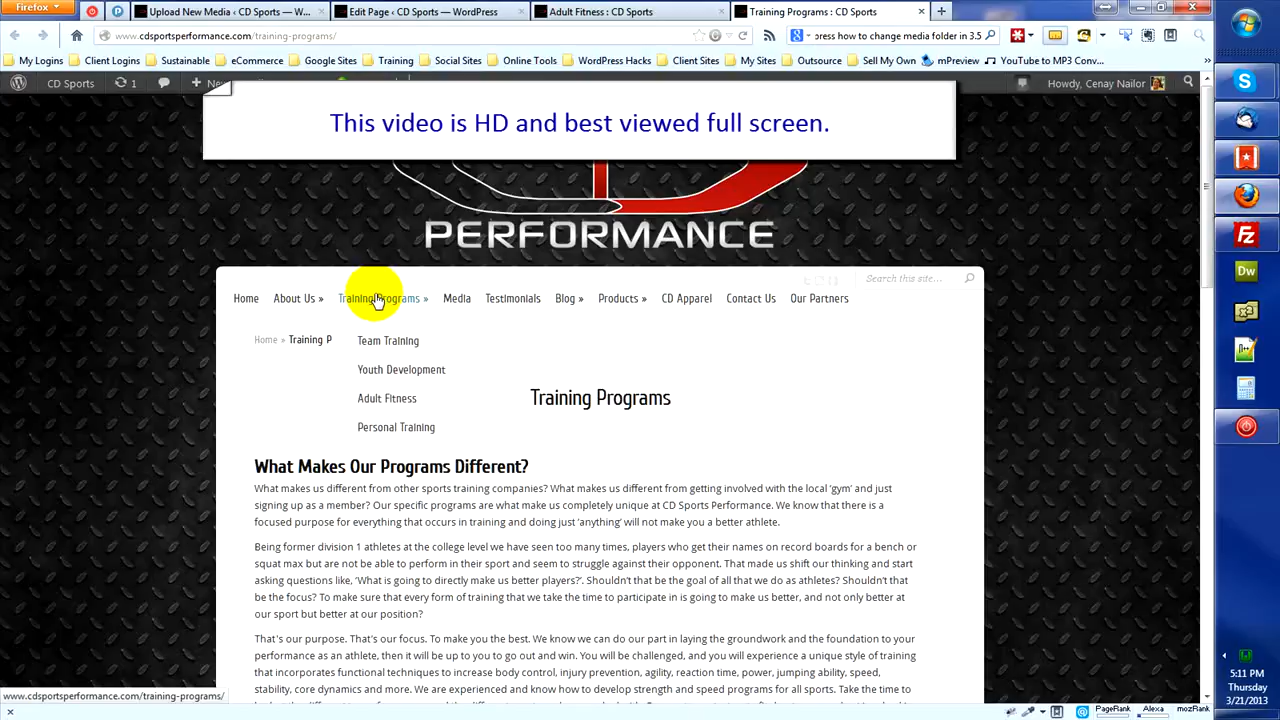 Firefox
Upload New Media ‹ CD Sports — W...
Edit Page ‹ CD Sports — WordPress
Adult Fitness : CD Sports
Training Programs : CD Sports
www.cdsportsperformance.com/training-programs/
press how to change media folder in 3.5
My Logins
Client Logins
Sustainable
eCommerce
Google Sites
Training
Social Sites
Online Tools
WordPress Hacks
Client Sites
My Sites
Outsource
Sell My Own
mPreview
YouTube to MP3 Conv...
CD Sports
1
Howdy, Cenay Nailor
This video is HD and best viewed full screen.
PERFORMANCE
Search this site...
Home
About Us »
Training Programs »
Media
Testimonials
Blog »
Products »
CD Apparel
Contact Us
Our Partners
Home » Training P
Team Training
Youth Development
Adult Fitness
Personal Training
Training Programs
What Makes Our Programs Different?
What makes us different from other sports training companies? What makes us different from getting involved with the local 'gym' and just
signing up as a member? Our specific programs are what make us completely unique at CD Sports Performance. We know that there is a
focused purpose for everything that occurs in training and doing just 'anything' will not make you a better athlete.
Being former division 1 athletes at the college level we have seen too many times, players who get their names on record boards for a bench or
squat max but are not be able to perform in their sport and seem to struggle against their opponent. That made us shift our thinking and start
asking questions like, 'What is going to directly make us better players?'. Shouldn't that be the goal of all that we do as athletes? Shouldn't that
be the focus? To make sure that every form of training that we take the time to participate in is going to make us better, and not only better at
our sport but better at our position?
That's our purpose. That's our focus. To make you the best. We know we can do our part in laying the groundwork and the foundation to your
performance as an athlete, then it will be up to you to go out and win. You will be challenged, and you will experience a unique style of training
that incorporates functional techniques to increase body control, injury prevention, agility, reaction time, power, jumping ability, speed,
stability, core dynamics and more. We are experienced and know how to develop strength and speed programs for all sports. Take the time to
www.cdsportsperformance.com/training-programs/
PageRank
Alexa
mozRank
Dw
5:11 PM
Thursday
3/21/2013